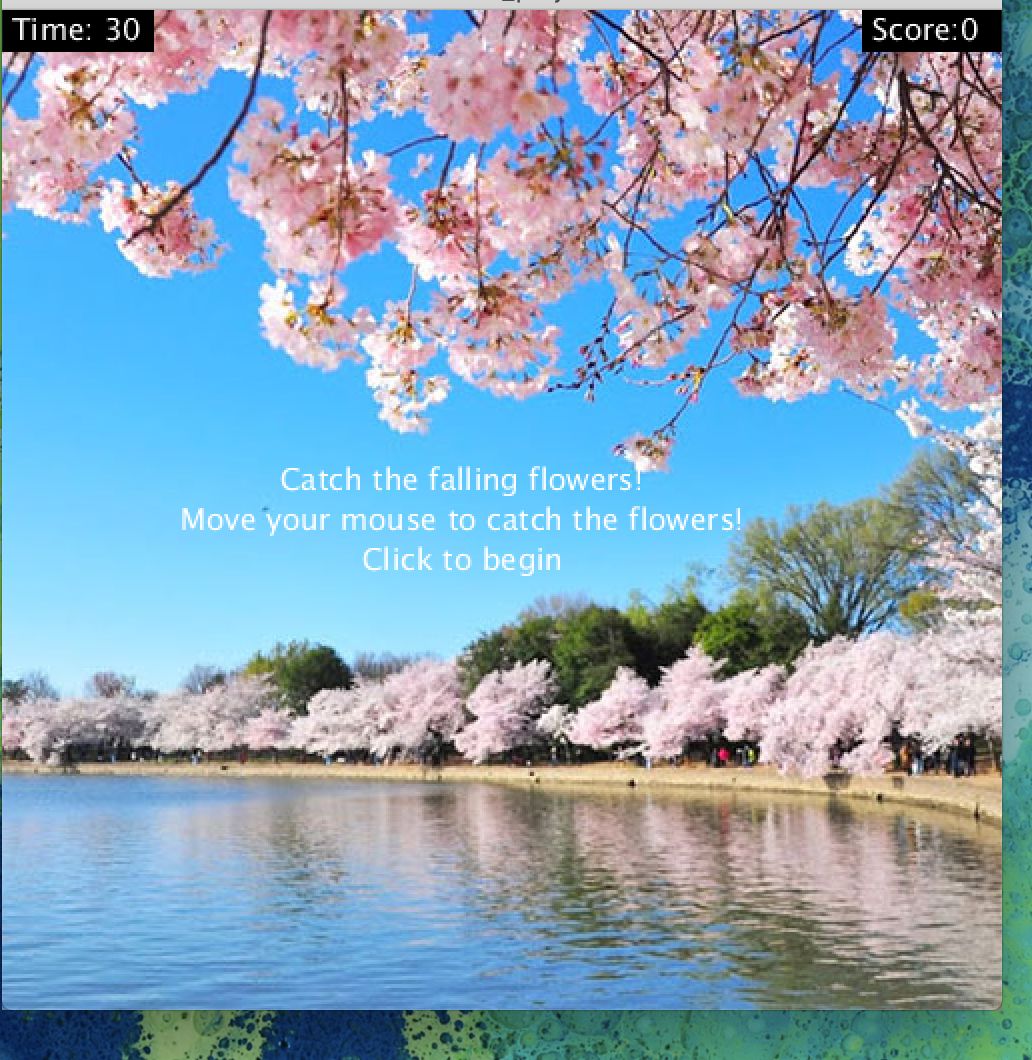 Time: 30
Score:0
Catch the falling flowers!
Move your mouse to catch the flowers!
Click to begin